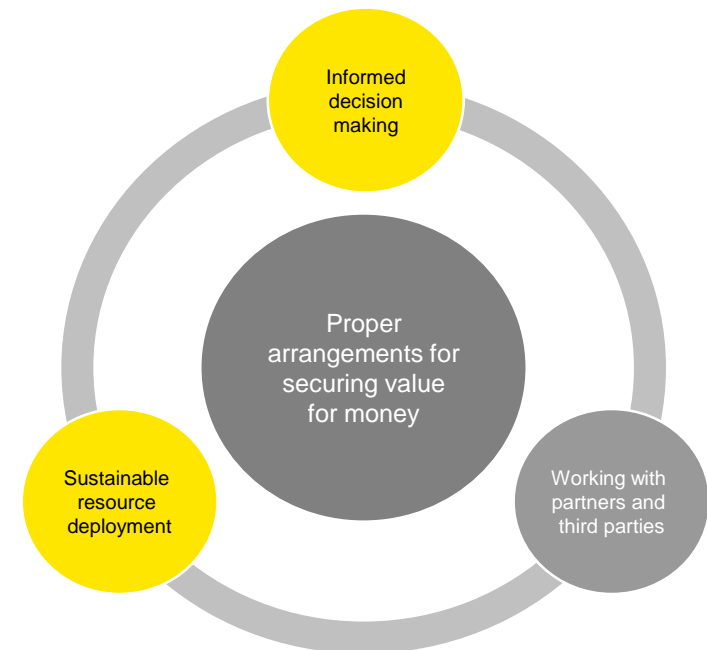 Informed
decision
making
Proper
arrangements for
securing value
for money
Sustainable
resource
deployment
Working with
partners and
third parties